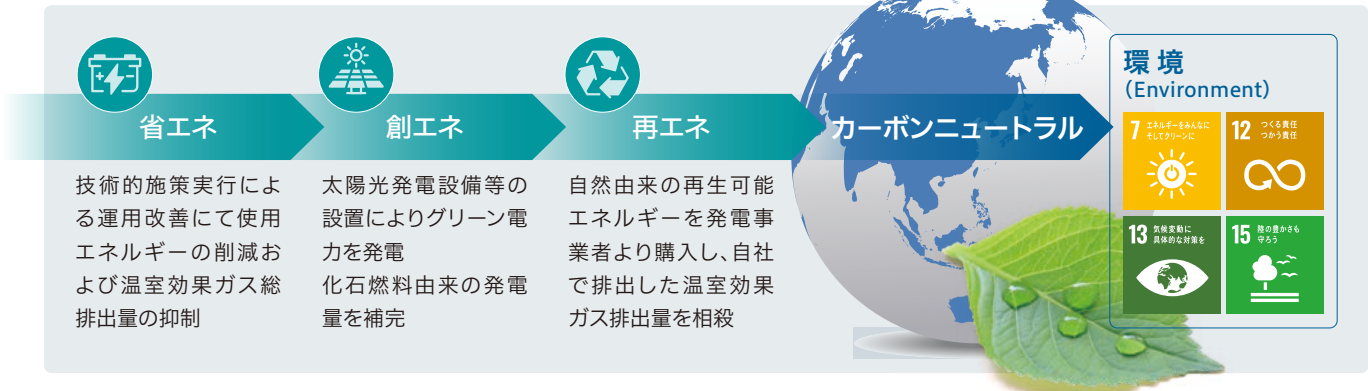 省エネ
技術的施策実行によ
る運用改善にて使用
エネルギーの削減お
よび温室効果ガス総
排出量の抑制
創エネ
太陽光発電設備等の
設置によりグリーン電
力を発電
化石燃料由来の発電
量を補完
再エネ
自然由来の再生可能
エネルギーを発電事
業者より購入し、自社
で排出した温室効果
ガス排出量を相殺
カーボンニュートラル
環境
（Environment）
7 エネルギーをみんなに
そしてクリーンに
12 つくる責任
つかう責任
13 気候変動に
具体的な対策を
15 陸の豊かさも
守ろう